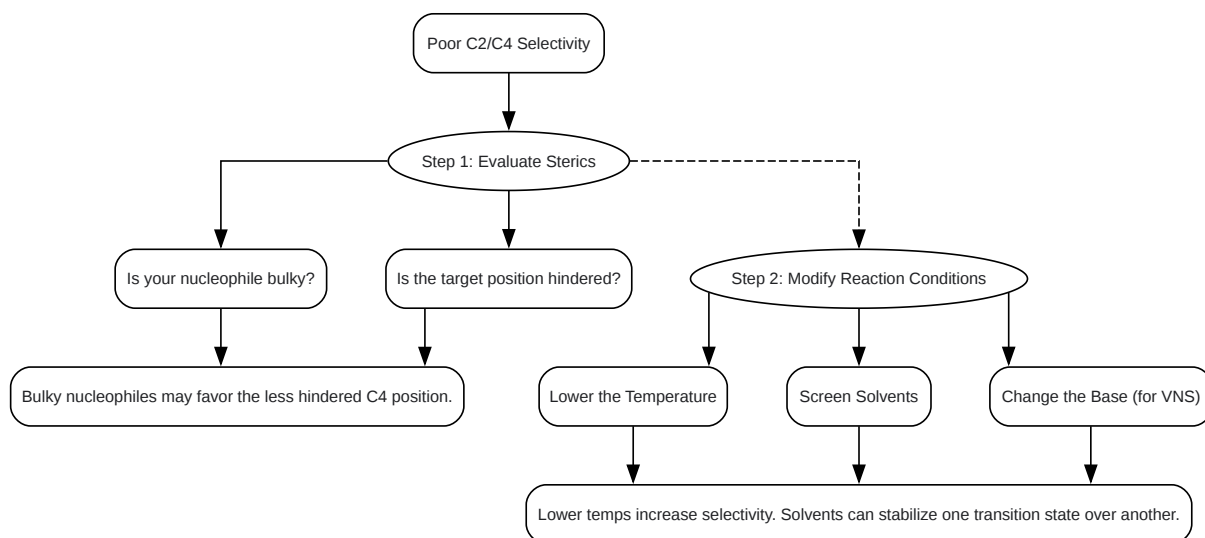 Poor C2/C4 Selectivity
Step 1: Evaluate Sterics
Is your nucleophile bulky?
Is the target position hindered?
Step 2: Modify Reaction Conditions
Bulky nucleophiles may favor the less hindered C4 position.
Lower the Temperature
Screen Solvents
Change the Base (for VNS)
Lower temps increase selectivity. Solvents can stabilize one transition state over another.